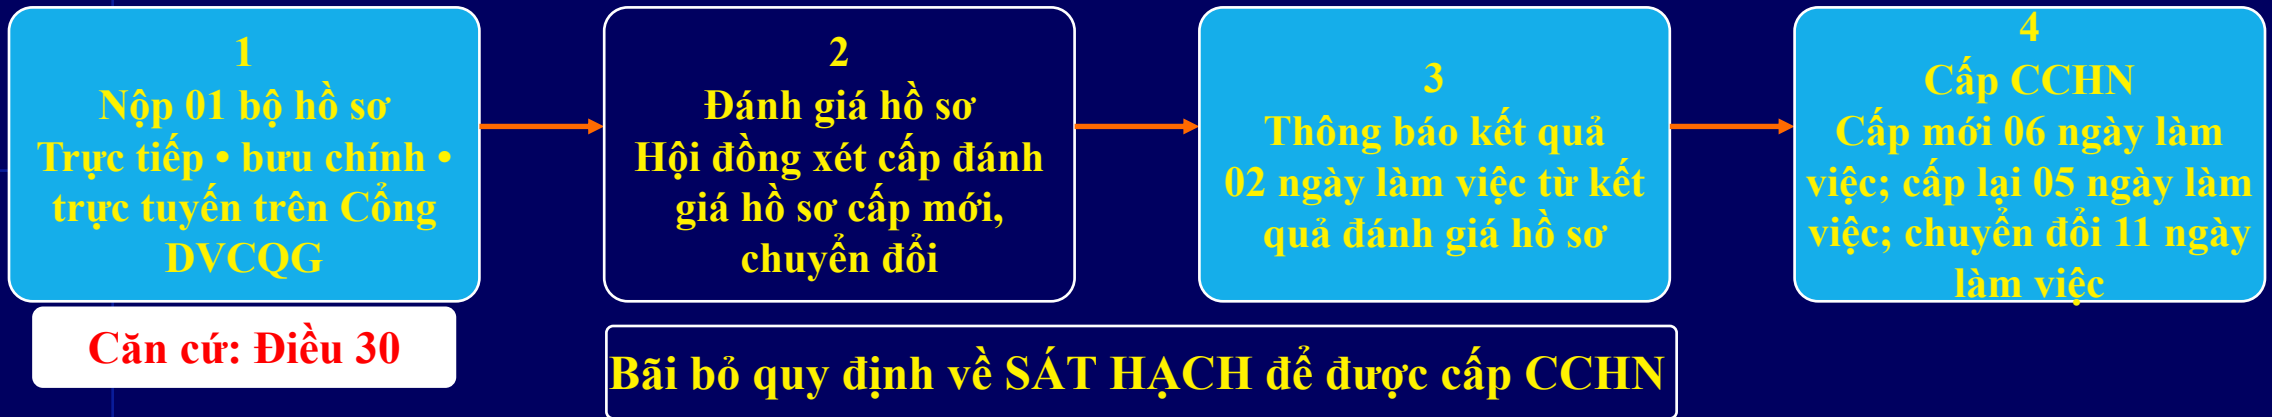 1
Nộp 01 bộ hồ sơ
Trực tiếp • bưu chính •
trực tuyến trên Cổng
DVCQG
2
Đánh giá hồ sơ
Hội đồng xét cấp đánh
giá hồ sơ cấp mới,
chuyển đổi
3
Thông báo kết quả
02 ngày làm việc từ kết
quả đánh giá hồ sơ
4
Cấp CCHN
Cấp mới 06 ngày làm
việc; cấp lại 05 ngày làm
việc; chuyển đổi 11 ngày
làm việc
Căn cứ: Điều 30
Bãi bỏ quy định về SÁT HẠCH để được cấp CCHN